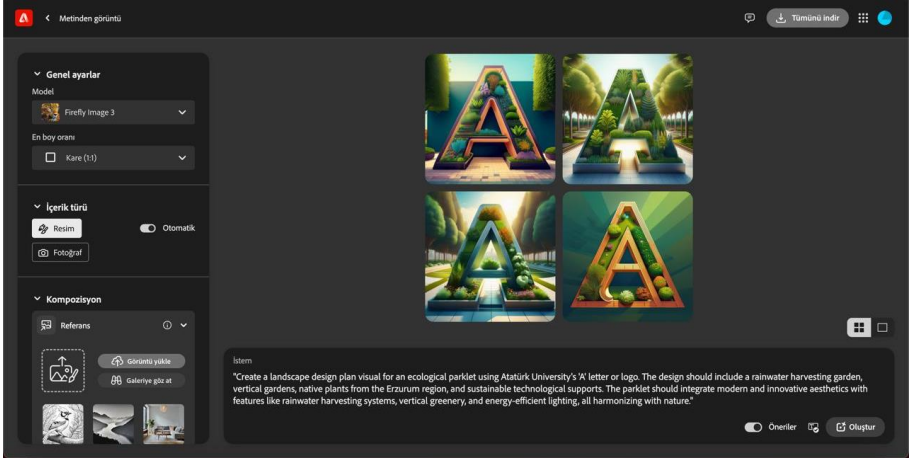 Metinden görüntü
Tümünü indir
Genel ayarlar
Model
Firefly Image 3
En boy oranı
Kare (1:1)
İçerik türü
Resim
Otomatik
Fotoğraf
Kompozisyon
Referans
Görüntü yükle
Galeriye göz at
A
A
A
A
İstem
"Create a landscape design plan visual for an ecological parklet using Atatürk University's 'A' letter or logo. The design should include a rainwater harvesting garden,
vertical gardens, native plants from the Erzurum region, and sustainable technological supports. The parklet should integrate modern and innovative aesthetics with
features like rainwater harvesting systems, vertical greenery, and energy-efficient lighting, all harmonizing with nature."
Öneriler
Oluştur